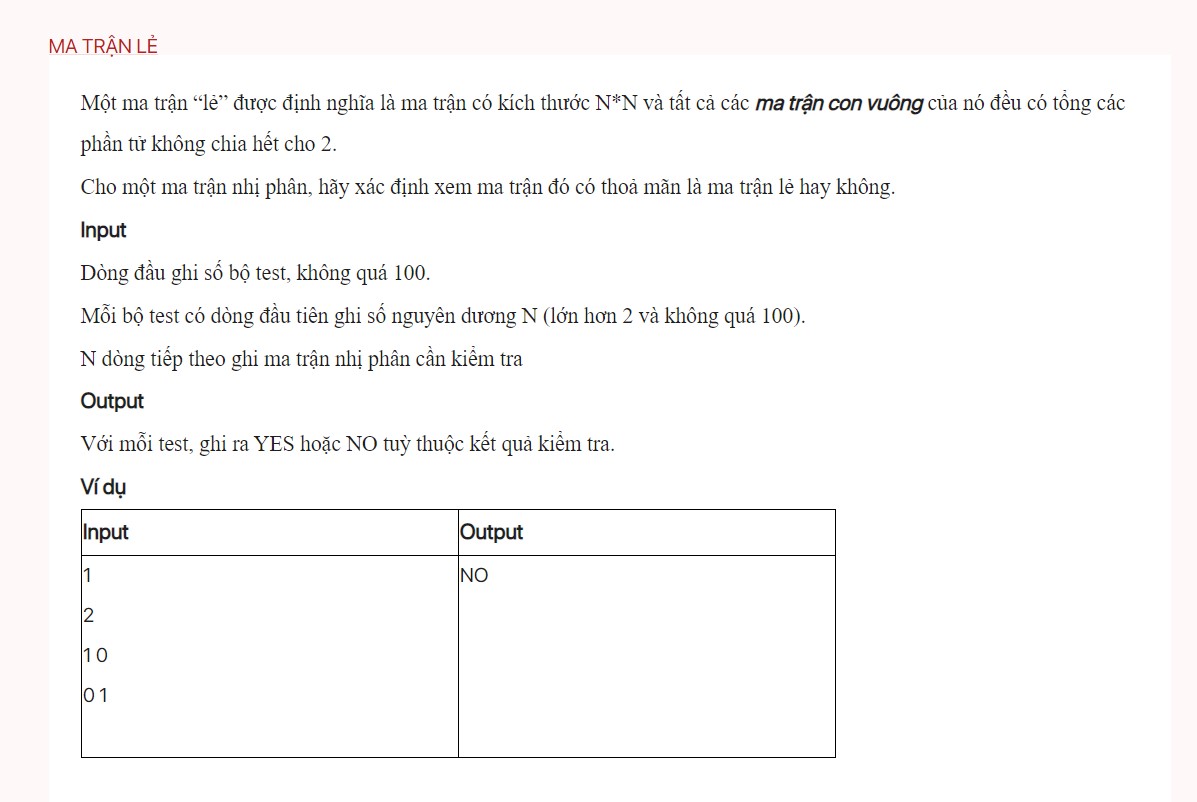 MA TRẬN LẺ
Một ma trận “lẻ” được định nghĩa là ma trận có kích thước N*N và tất cả các ma trận con vuông của nó đều có tổng các
phần tử không chia hết cho 2.
Cho một ma trận nhị phân, hãy xác định xem ma trận đó có thoả mãn là ma trận lẻ hay không.
Input
Dòng đầu ghi số bộ test, không quá 100.
Mỗi bộ test có dòng đầu tiên ghi số nguyên dương N (lớn hơn 2 và không quá 100).
N dòng tiếp theo ghi ma trận nhị phân cần kiểm tra
Output
Với mỗi test, ghi ra YES hoặc NO tuỳ thuộc kết quả kiểm tra.
Ví dụ
Input Output
1 NO
2
1 0
0 1